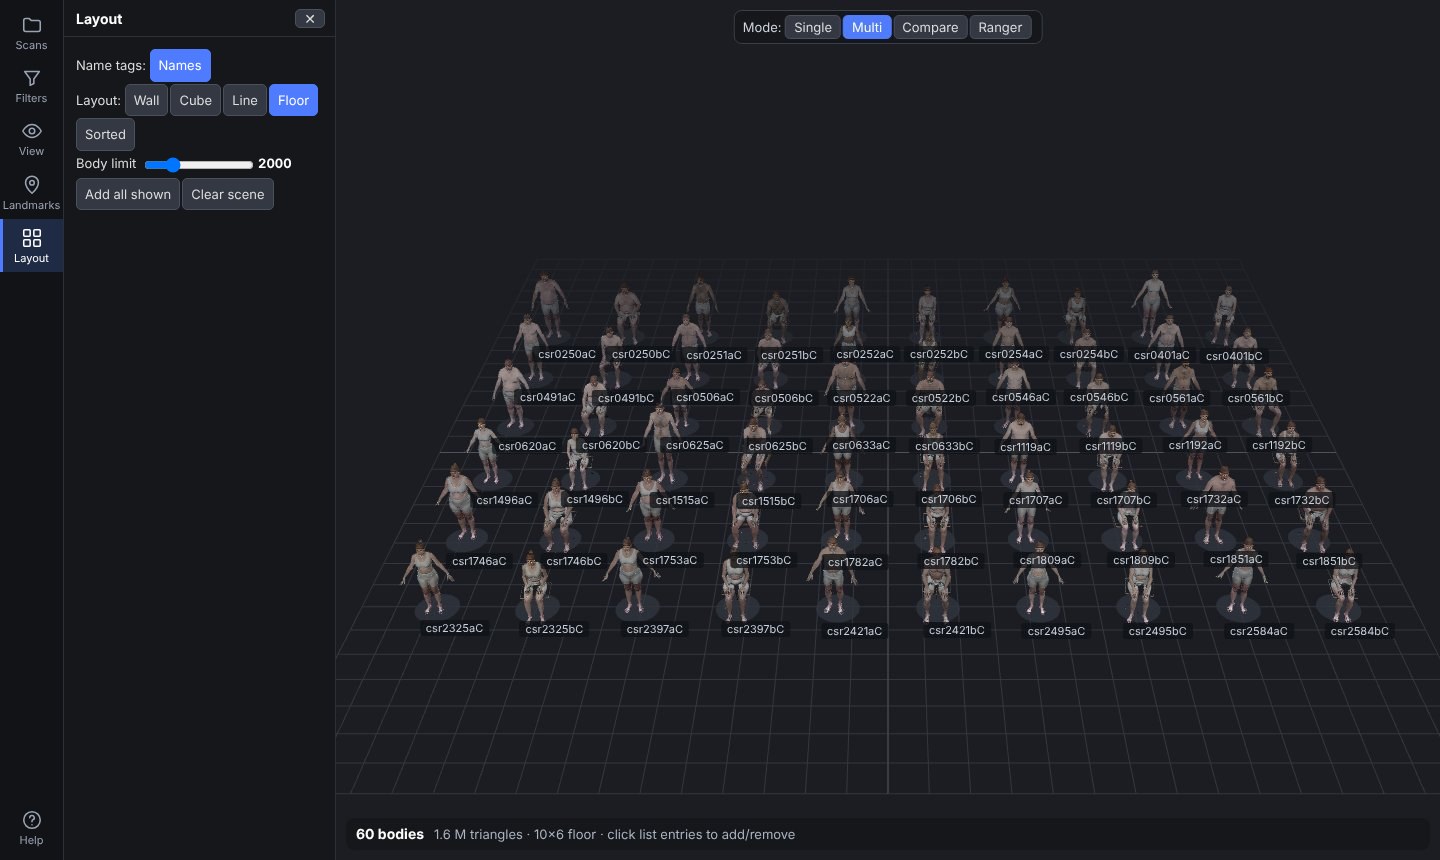 Scans
Filters
View
Landmarks
Layout
Help
Layout
Name tags: Names
Layout: Wall Cube Line Floor
Sorted
Body limit 2000
Add all shown Clear scene
Mode: Single Multi Compare Ranger
csr0250aC csr0250bC csr0251aC csr0251bC csr0252aC csr0252bC csr0254aC csr0254bC csr0401aC csr0401bC
csr0491aC csr0491bC csr0506aC csr0506bC csr0522aC csr0522bC csr0546aC csr0546bC csr0561aC csr0561bC
csr0620aC csr0620bC csr0625aC csr0625bC csr0633aC csr0633bC csr1119aC csr1119bC csr1192aC csr1192bC
csr1496aC csr1496bC csr1515aC csr1515bC csr1706aC csr1706bC csr1707aC csr1707bC csr1732aC csr1732bC
csr1746aC csr1746bC csr1753aC csr1753bC csr1782aC csr1782bC csr1809aC csr1809bC csr1851aC csr1851bC
csr2325aC csr2325bC csr2397aC csr2397bC csr2421aC csr2421bC csr2495aC csr2495bC csr2584aC csr2584bC
60 bodies 1.6 M triangles · 10×6 floor · click list entries to add/remove